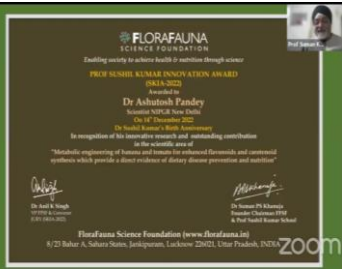 FLORAFAUNA
SCIENCE FOUNDATION
Enabling society to achieve health & nutrition through science
PROF SUSHIL KUMAR INNOVATION AWARD
(SKIA-2022)
Awarded to
Dr Ashutosh Pandey
Scientist NIPGR New Delhi
On 14th December 2022
Dr Sushil Kumar's Birth Anniversary
In recognition of his innovative research and outstanding contribution
in the scientific area of
"Metabolic engineering of banana and tomato for enhanced flavonoids and carotenoid
synthesis which provide a direct evidence of dietary disease prevention and nutrition"
Dr Anil K Singh
Dr Suman PS Khanuja
Founder Chairman FFSF
& Prof Sushil Kumar School
FloraFauna Science Foundation (www.florafauna.in)
8/23 Bahar A, Sahara States, Jankipuram, Lucknow 226021, Uttar Pradesh, INDIA
Prof Suman K...
zoom